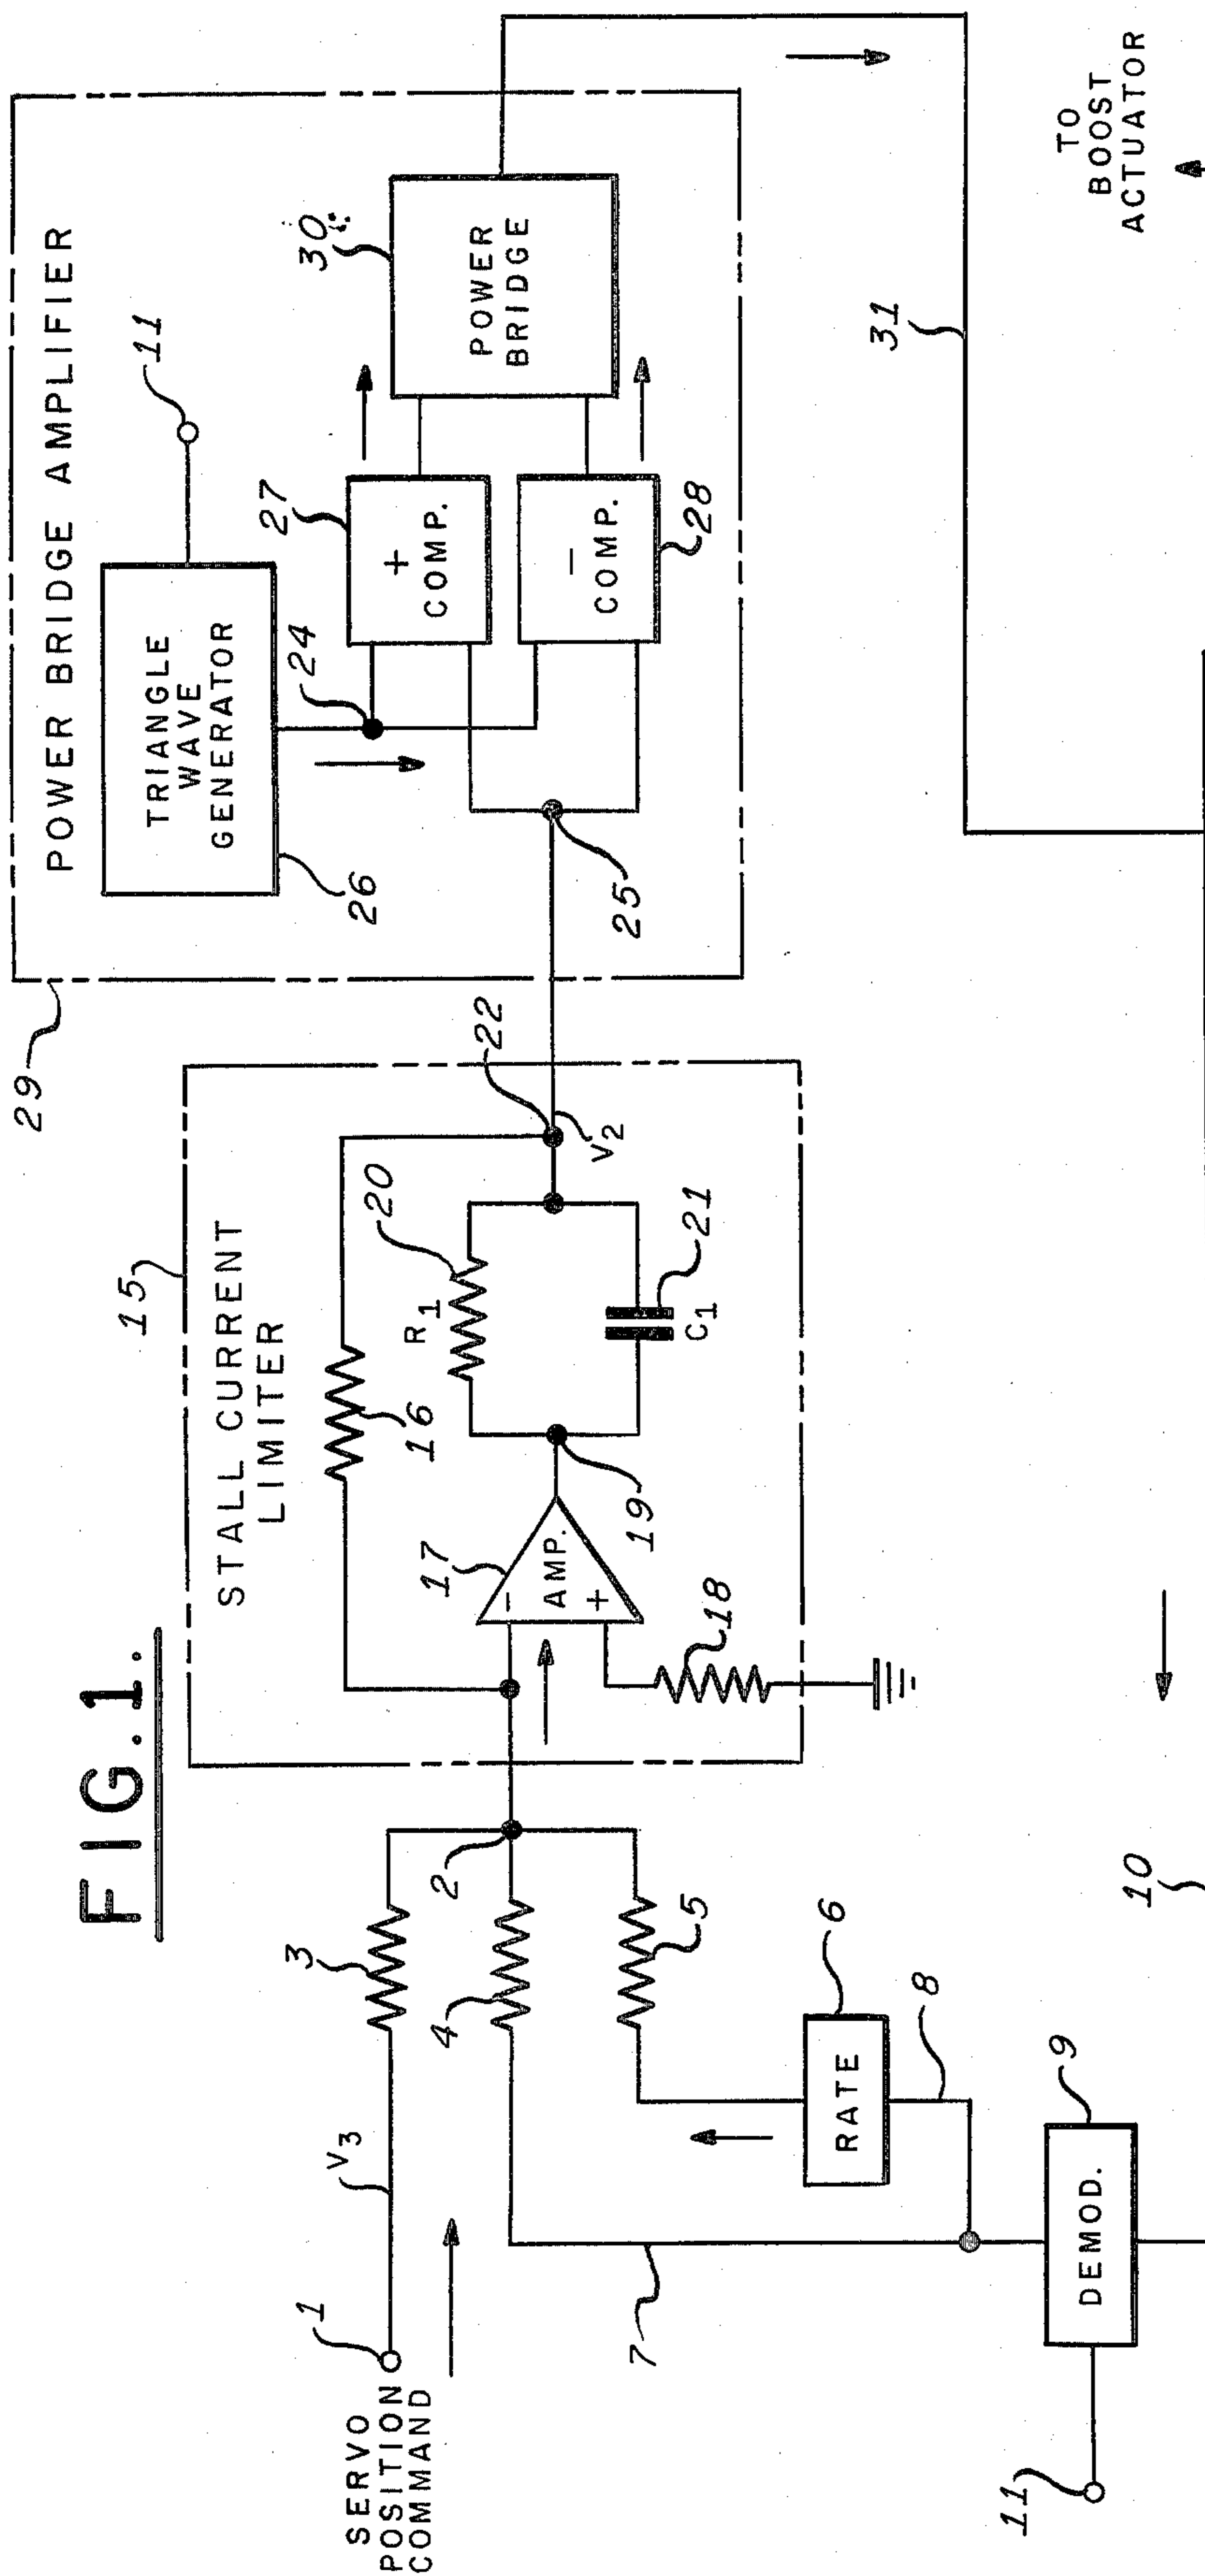 FIG.1.
SERVO
POSITION
COMMAND
1
V3
3
2
4
5
RATE
6
7
8
DEMOD.
9
11
10
15
STALL CURRENT
LIMITER
16
17
-
AMP.
+
18
19
R1
20
C1
21
22
V2
29
POWER BRIDGE AMPLIFIER
TRIANGLE
WAVE
GENERATOR
26
11
24
25
+
COMP.
27
-
COMP.
28
POWER
BRIDGE
30
31
TO
BOOST
ACTUATOR